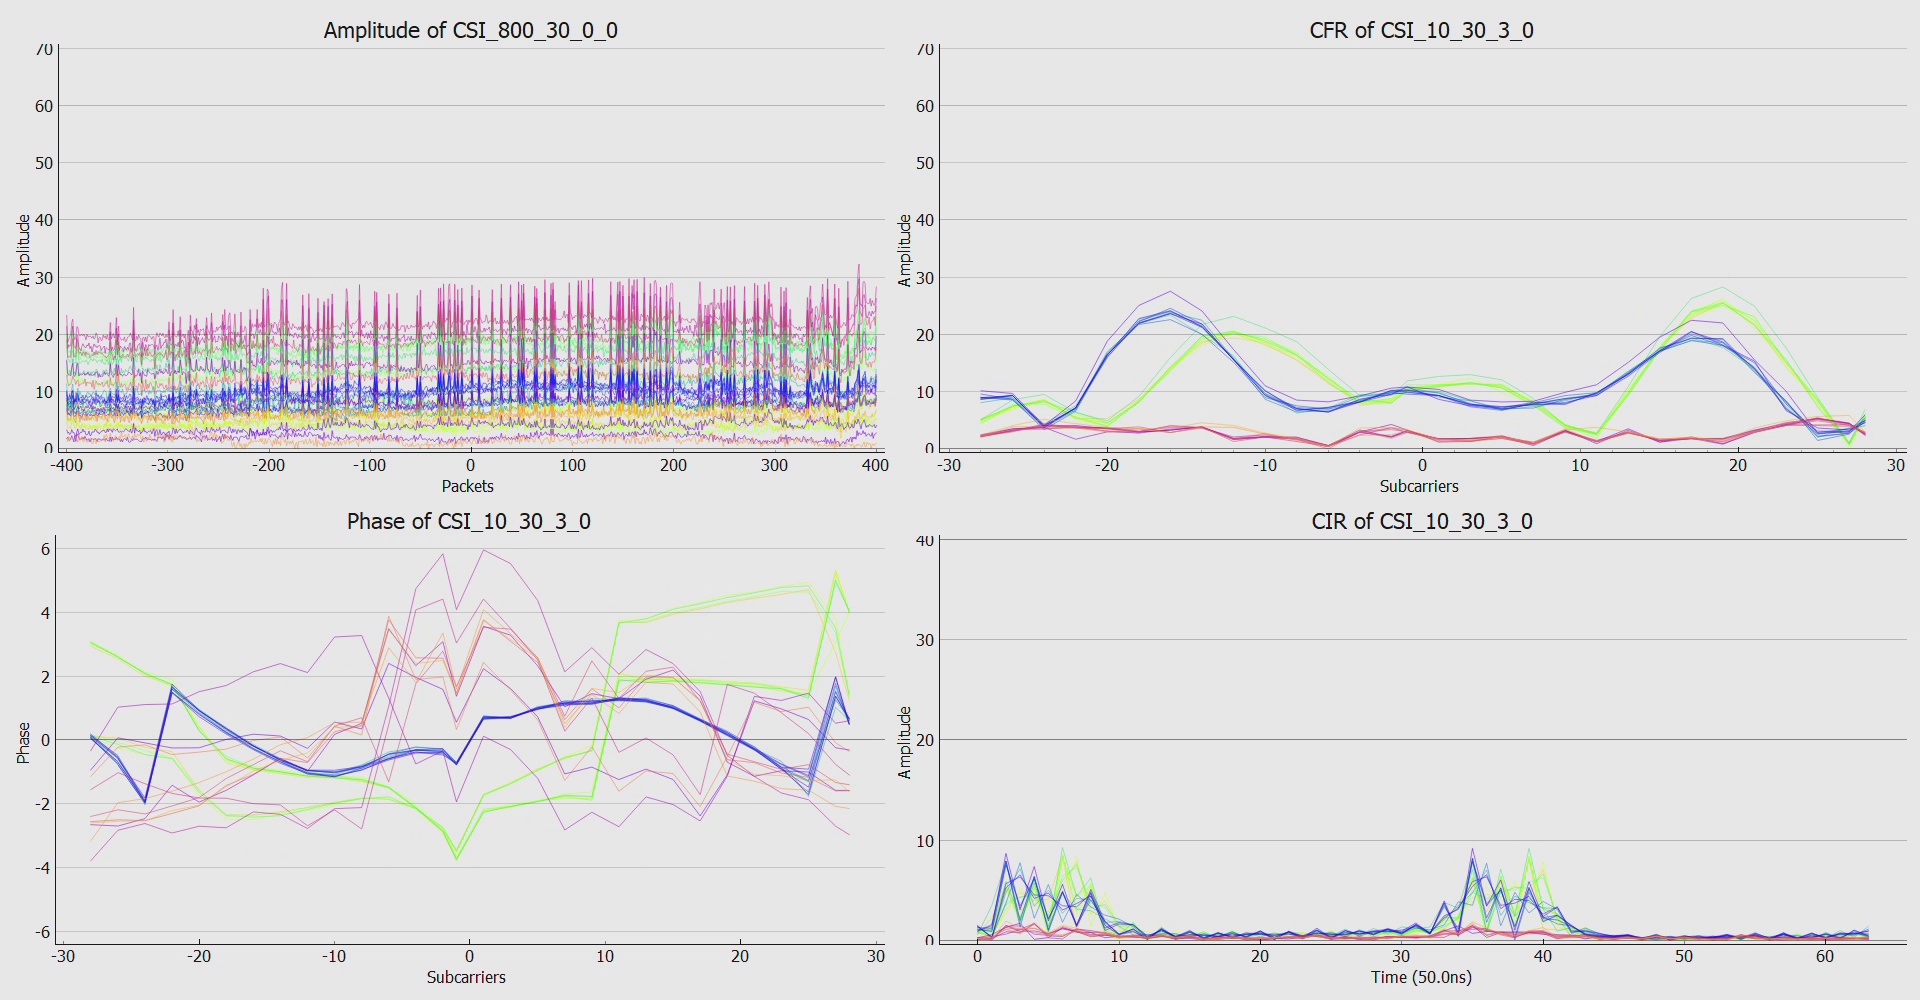 Amplitude of CSI_800_30_0_0
70
60
50
40
30
20
10
0
Amplitude
-400 -300 -200 -100 0 100 200 300 400
Packets
CFR of CSI_10_30_3_0
70
60
50
40
30
20
10
0
Amplitude
-30 -20 -10 0 10 20 30
Subcarriers
Phase of CSI_10_30_3_0
6
4
2
0
-2
-4
-6
Phase
-30 -20 -10 0 10 20 30
Subcarriers
CIR of CSI_10_30_3_0
40
30
20
10
0
Amplitude
0 10 20 30 40 50 60
Time (50.0ns)